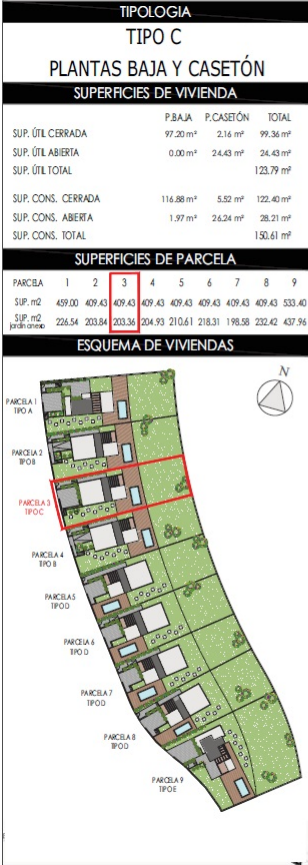 TIPOLOGIA
TIPO C
PLANTAS BAJA Y CASETÓN
SUPERFICIES DE VIVIENDA
P.BAJA P.CASETÓN TOTAL
SUP. ÚTIL CERRADA 97.20 m² 2.16 m² 99.36 m²
SUP. ÚTIL ABIERTA 0.00 m² 24.43 m² 24.43 m²
SUP. ÚTIL TOTAL 123.79 m²
SUP. CONS. CERRADA 116.88 m² 5.52 m² 122.40 m²
SUP. CONS. ABIERTA 1.97 m² 26.24 m² 28.21 m²
SUP. CONS. TOTAL 150.61 m²
SUPERFICIES DE PARCELA
PARCELA 1 2 3 4 5 6 7 8 9
SUP. m2 459.00 409.43 409.43 409.43 409.43 409.43 409.43 409.43 533.40
SUP. m2 jardín anexo 226.54 203.84 203.36 204.93 210.61 218.31 198.58 232.42 437.96
ESQUEMA DE VIVIENDAS
N
PARCELA 1
TIPO A
PARCELA 2
TIPO B
PARCELA 3
TIPO C
PARCELA 4
TIPO B
PARCELA 5
TIPO D
PARCELA 6
TIPO D
PARCELA 7
TIPO D
PARCELA 8
TIPO D
PARCELA 9
TIPO E